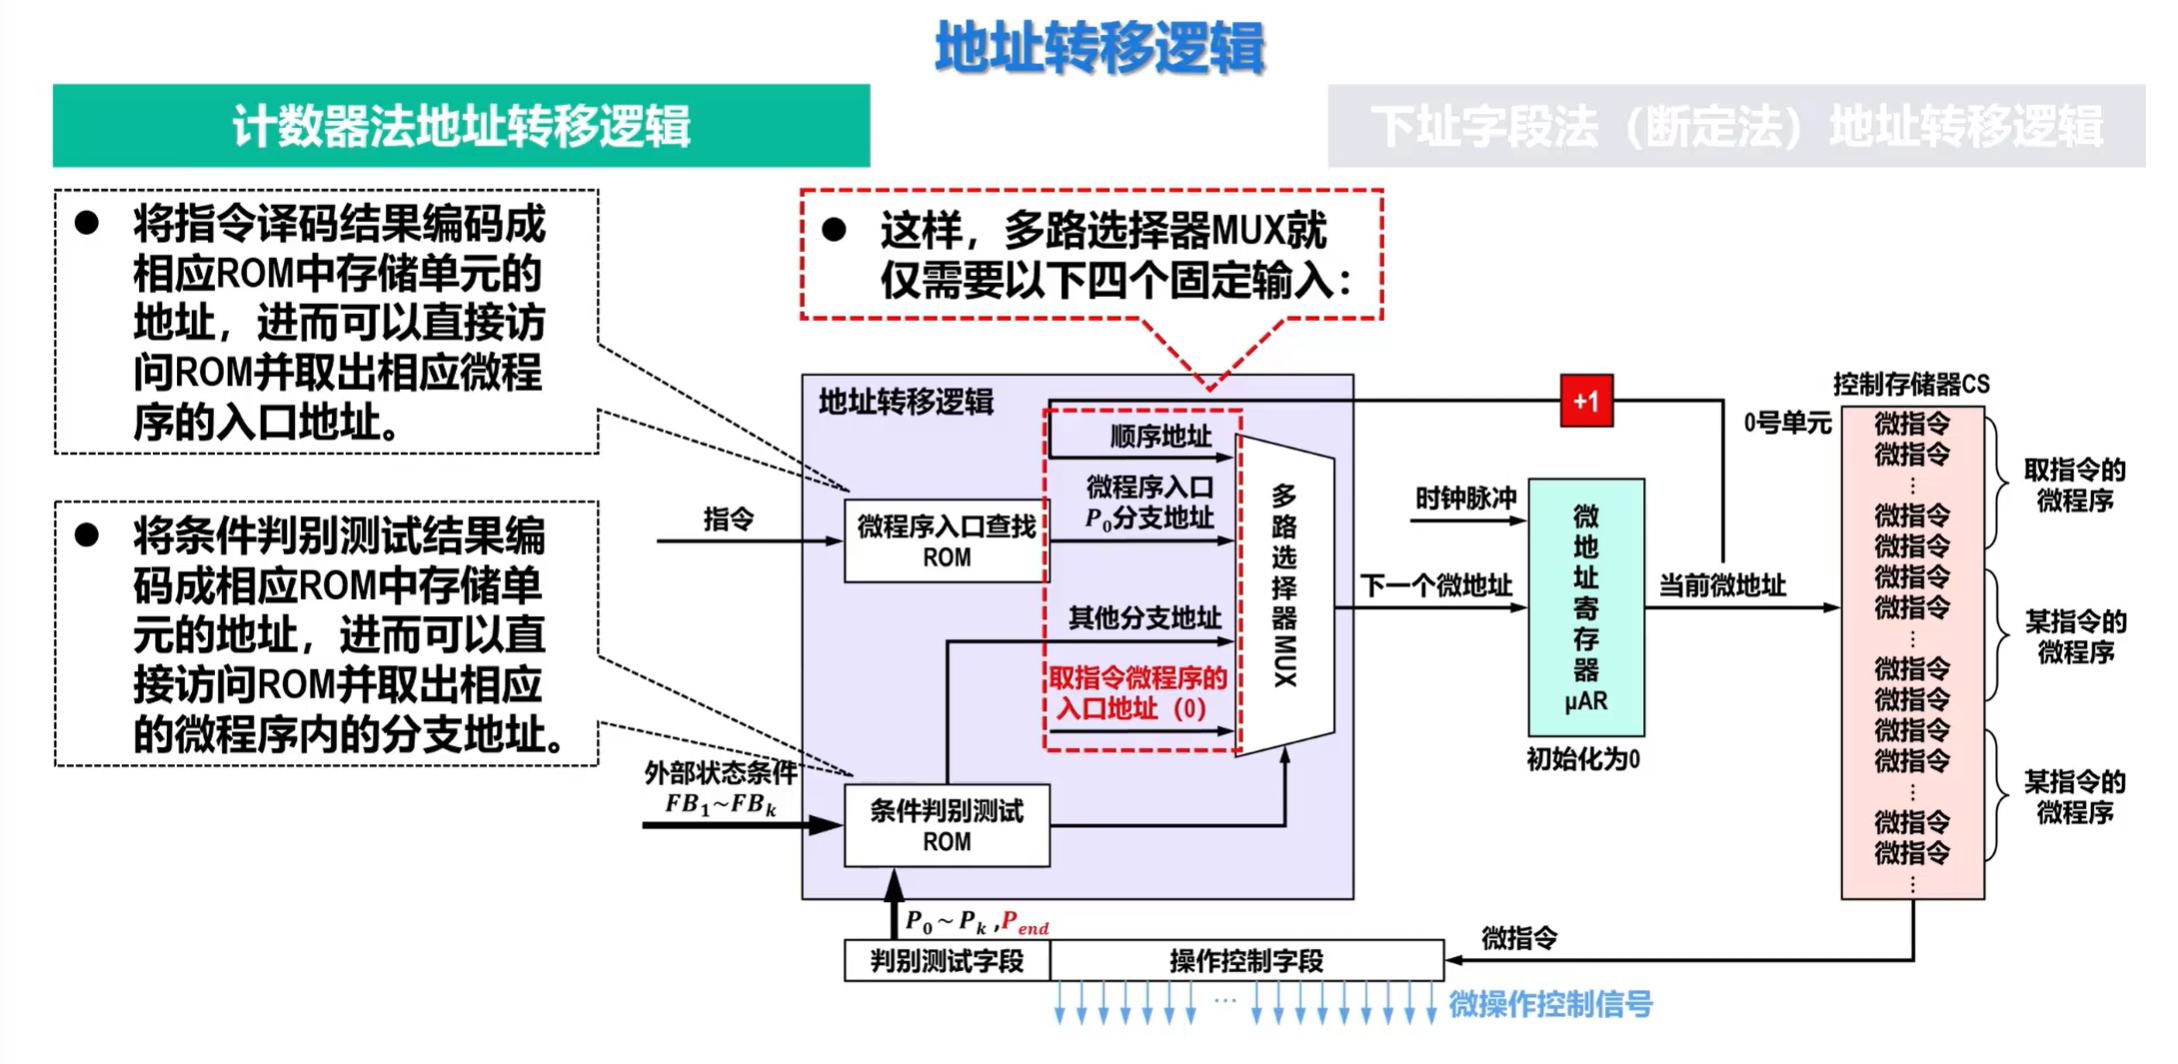 地址转移逻辑
计数器法地址转移逻辑
下址字段法（断定法）地址转移逻辑
● 将指令译码结果编码成
相应ROM中存储单元的
地址，进而可以直接访
问ROM并取出相应微程
序的入口地址。
● 将条件判别测试结果编
码成相应ROM中存储单
元的地址，进而可以直
接访问ROM并取出相应
的微程序内的分支地址。
● 这样，多路选择器MUX就
仅需要以下四个固定输入：
地址转移逻辑
顺序地址
微程序入口
P0分支地址
指令
微程序入口查找
ROM
其他分支地址
取指令微程序的
入口地址（0）
多路选择器MUX
外部状态条件
FB1~FBk
条件判别测试
ROM
P0~Pk,Pend
判别测试字段
操作控制字段
…
微操作控制信号
+1
时钟脉冲
下一个微地址
微地址寄存器
μAR
初始化为0
当前微地址
控制存储器CS
0号单元
微指令
微指令
⋮
微指令
微指令
微指令
微指令
⋮
微指令
微指令
微指令
微指令
⋮
微指令
微指令
⋮
取指令的
微程序
某指令的
微程序
某指令的
微程序
微指令